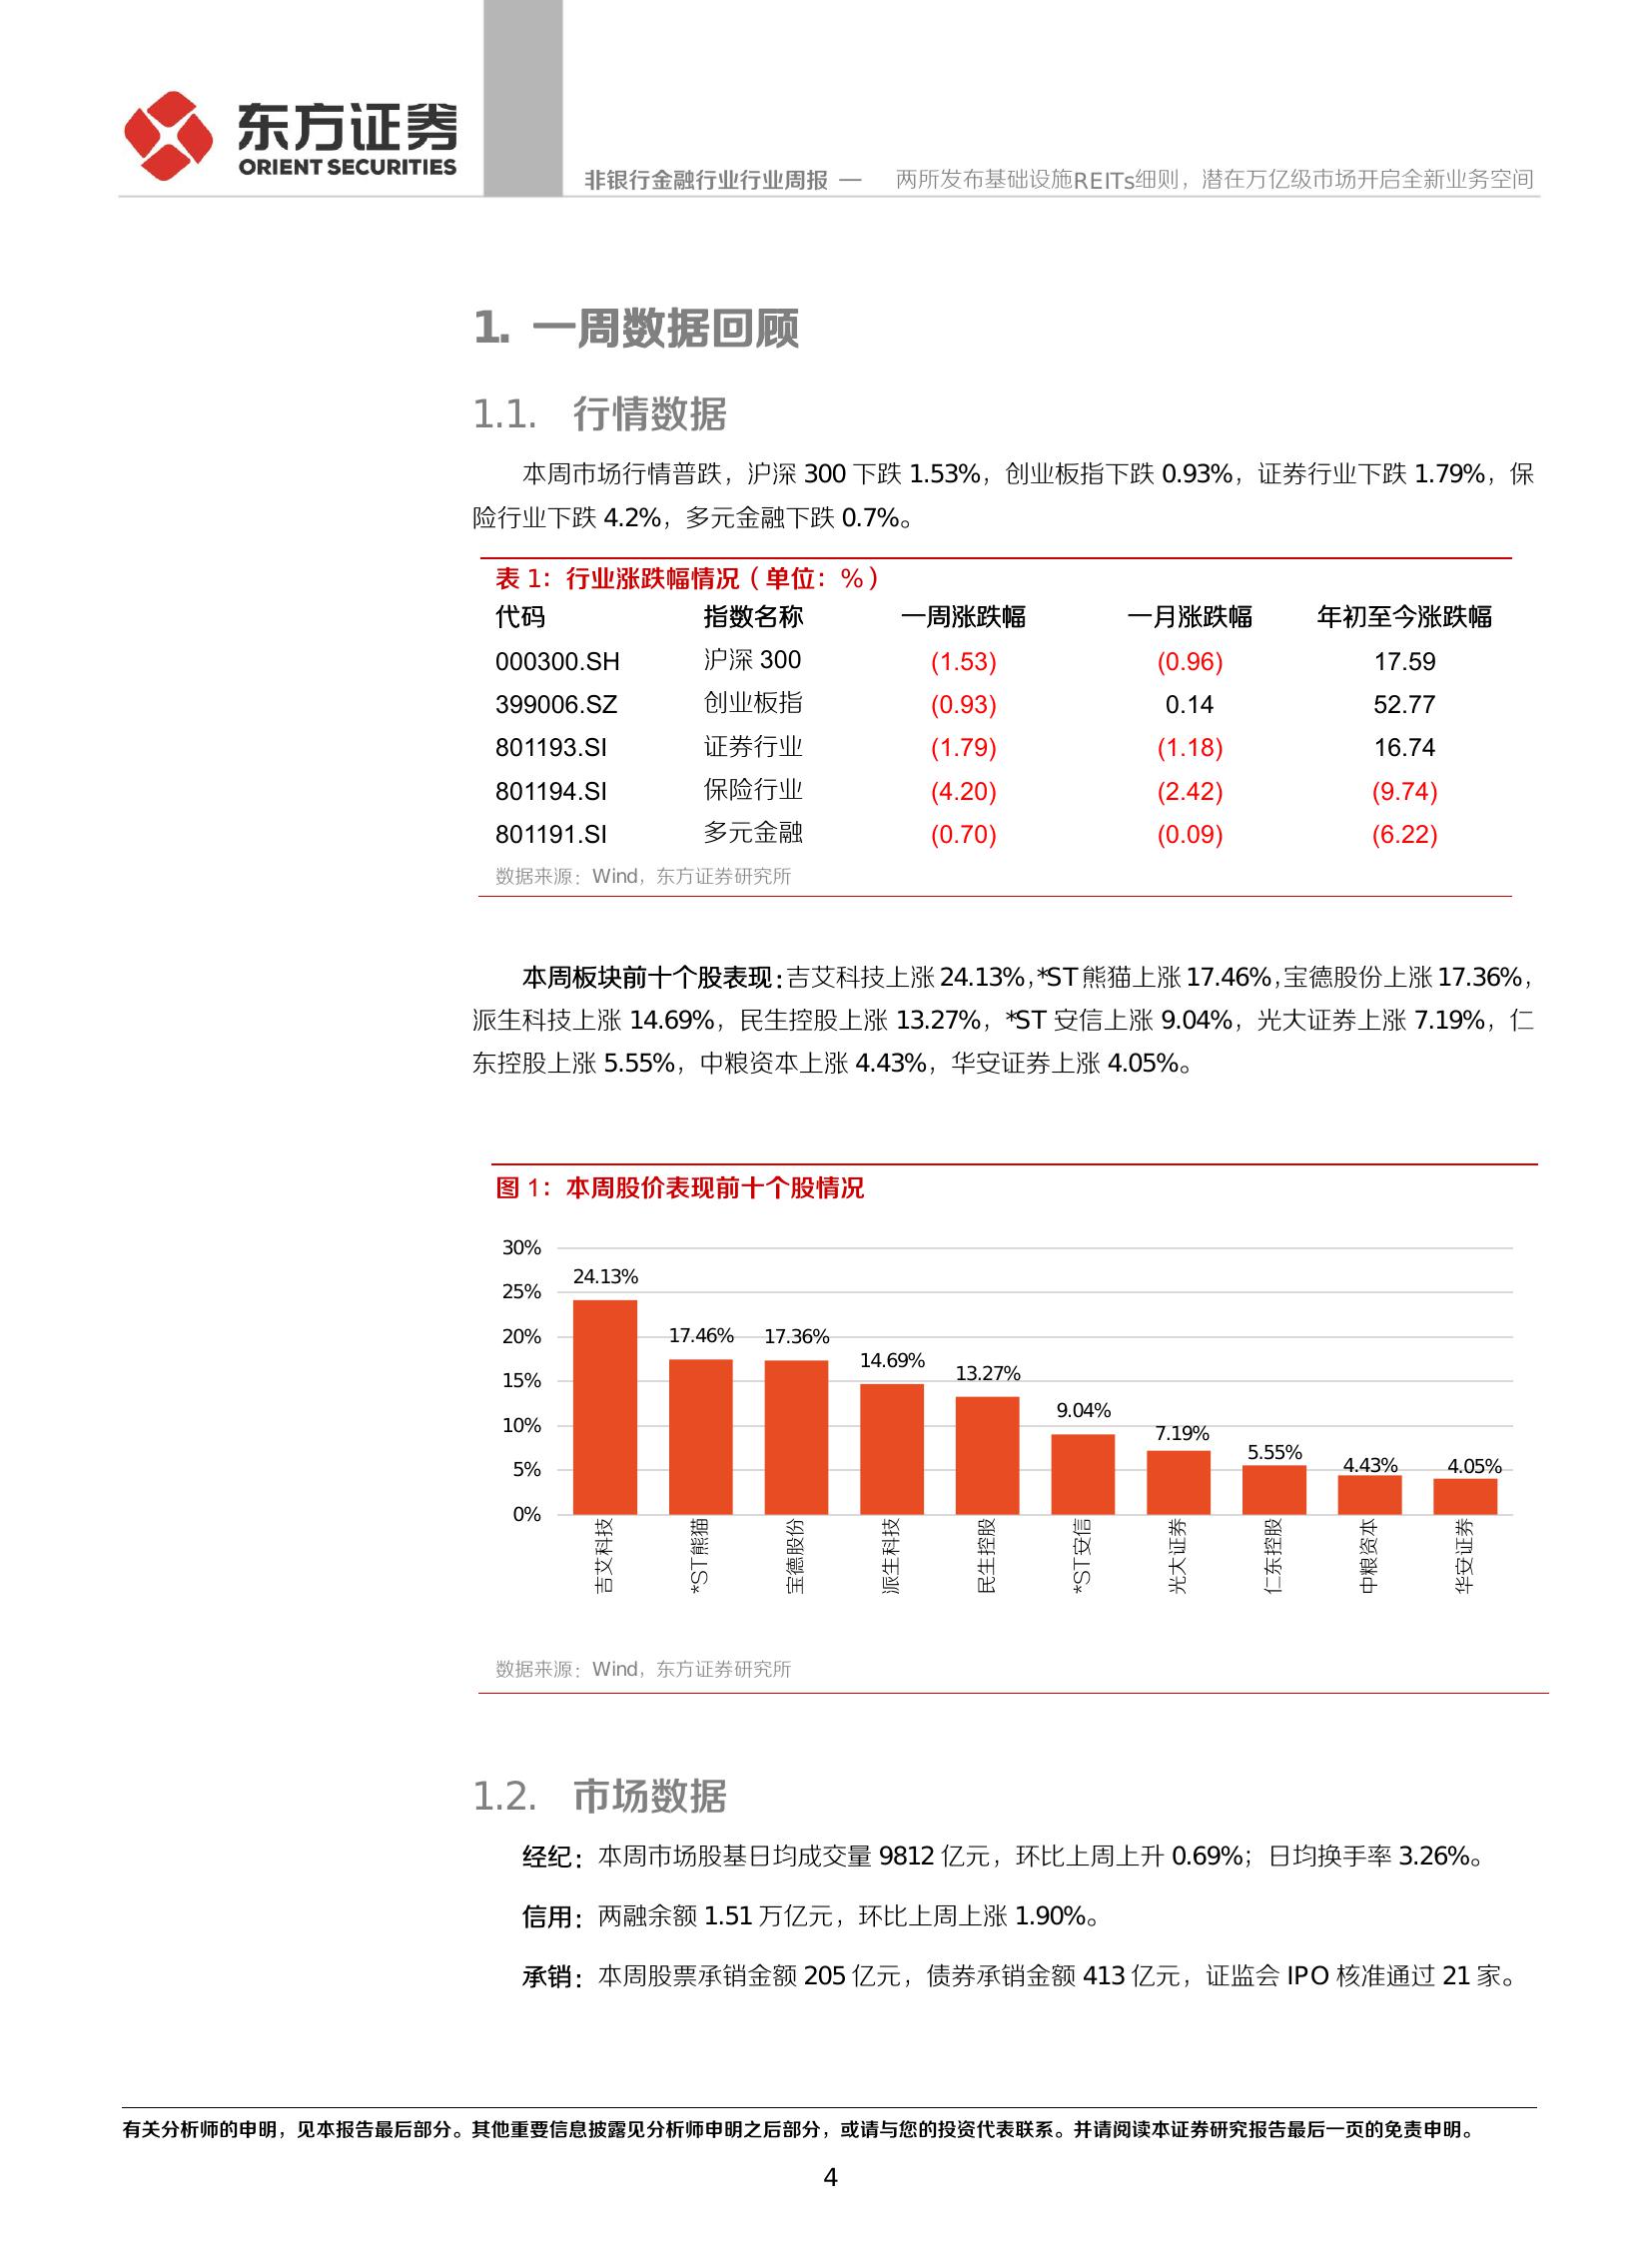 东方证券
ORIENT SECURITIES
非银行金融行业行业周报 — 两所发布基础设施REITs细则，潜在万亿级市场开启全新业务空间
1. 一周数据回顾
1.1. 行情数据
本周市场行情普跌，沪深 300 下跌 1.53%，创业板指下跌 0.93%，证券行业下跌 1.79%，保
险行业下跌 4.2%，多元金融下跌 0.7%。
表 1：行业涨跌幅情况（单位：%）
代码 指数名称 一周涨跌幅 一月涨跌幅 年初至今涨跌幅
000300.SH 沪深 300 (1.53) (0.96) 17.59
399006.SZ 创业板指 (0.93) 0.14 52.77
801193.SI 证券行业 (1.79) (1.18) 16.74
801194.SI 保险行业 (4.20) (2.42) (9.74)
801191.SI 多元金融 (0.70) (0.09) (6.22)
数据来源：Wind，东方证券研究所
本周板块前十个股表现：吉艾科技上涨 24.13%，*ST 熊猫上涨 17.46%，宝德股份上涨 17.36%，
派生科技上涨 14.69%，民生控股上涨 13.27%，*ST 安信上涨 9.04%，光大证券上涨 7.19%，仁
东控股上涨 5.55%，中粮资本上涨 4.43%，华安证券上涨 4.05%。
图 1：本周股价表现前十个股情况
30%
25%
20%
15%
10%
5%
0%
24.13%
17.46%
17.36%
14.69%
13.27%
9.04%
7.19%
5.55%
4.43%
4.05%
吉艾科技
*ST熊猫
宝德股份
派生科技
民生控股
*ST安信
光大证券
仁东控股
中粮资本
华安证券
数据来源：Wind，东方证券研究所
1.2. 市场数据
经纪：本周市场股基日均成交量 9812 亿元，环比上周上升 0.69%；日均换手率 3.26%。
信用：两融余额 1.51 万亿元，环比上周上涨 1.90%。
承销：本周股票承销金额 205 亿元，债券承销金额 413 亿元，证监会 IPO 核准通过 21 家。
有关分析师的申明，见本报告最后部分。其他重要信息披露见分析师申明之后部分，或请与您的投资代表联系。并请阅读本证券研究报告最后一页的免责申明。
4